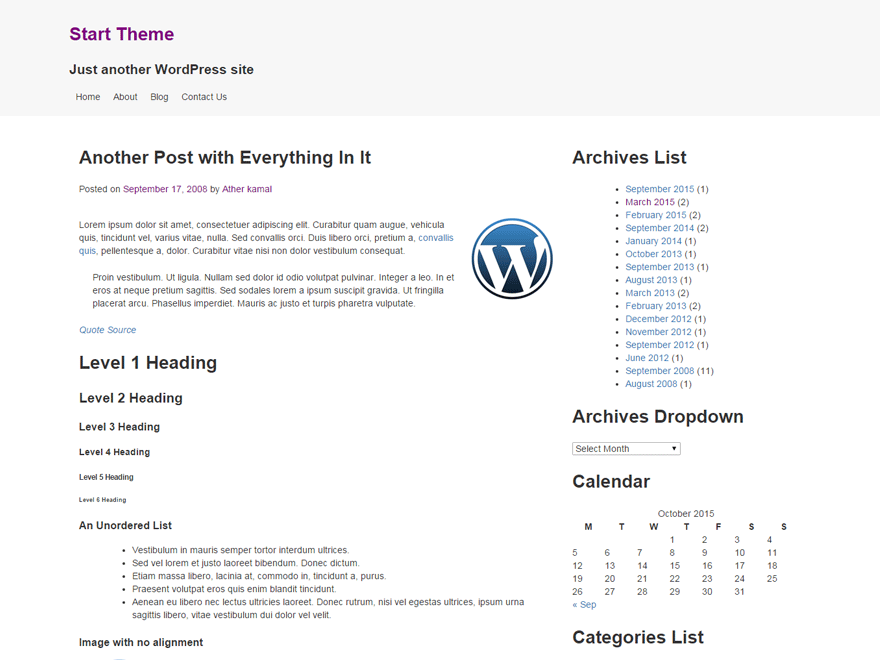 Start Theme
Just another WordPress site
Home About Blog Contact Us
Another Post with Everything In It
Posted on September 17, 2008 by Ather kamal
Lorem ipsum dolor sit amet, consectetuer adipiscing elit. Curabitur quam augue, vehicula
quis, tincidunt vel, varius vitae, nulla. Sed convallis orci. Duis libero orci, pretium a, convallis
quis, pellentesque a, dolor. Curabitur vitae nisi non dolor vestibulum consequat.
Proin vestibulum. Ut ligula. Nullam sed dolor id odio volutpat pulvinar. Integer a leo. In et
eros at neque pretium sagittis. Sed sodales lorem a ipsum suscipit gravida. Ut fringilla
placerat arcu. Phasellus imperdiet. Mauris ac justo et turpis pharetra vulputate.
Quote Source
Level 1 Heading
Level 2 Heading
Level 3 Heading
Level 4 Heading
Level 5 Heading
Level 6 Heading
An Unordered List
• Vestibulum in mauris semper tortor interdum ultrices.
• Sed vel lorem et justo laoreet bibendum. Donec dictum.
• Etiam massa libero, lacinia at, commodo in, tincidunt a, purus.
• Praesent volutpat eros quis enim blandit tincidunt.
• Aenean eu libero nec lectus ultricies laoreet. Donec rutrum, nisi vel egestas ultrices, ipsum urna
sagittis libero, vitae vestibulum dui dolor vel velit.
Image with no alignment
Archives List
• September 2015 (1)
• March 2015 (2)
• February 2015 (2)
• September 2014 (2)
• January 2014 (1)
• October 2013 (1)
• September 2013 (1)
• August 2013 (1)
• March 2013 (2)
• February 2013 (2)
• December 2012 (1)
• November 2012 (1)
• September 2012 (1)
• June 2012 (1)
• September 2008 (11)
• August 2008 (1)
Archives Dropdown
Select Month
Calendar
October 2015
M T W T F S S
1 2 3 4
5 6 7 8 9 10 11
12 13 14 15 16 17 18
19 20 21 22 23 24 25
26 27 28 29 30 31
« Sep
Categories List